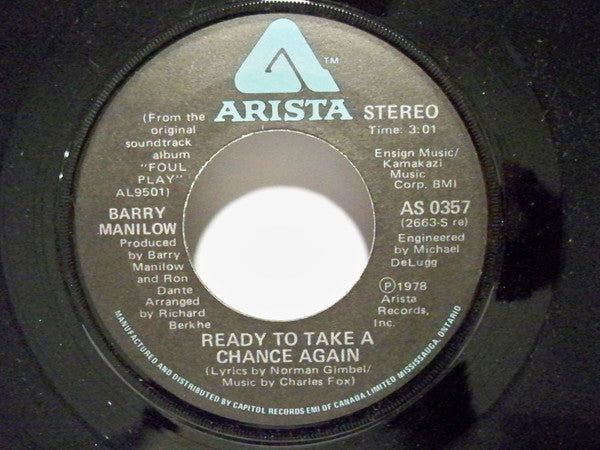 TM
ARISTA
STEREO
Time: 3:01
(From the
original
soundtrack
album
"FOUL
PLAY"
AL9501)
Ensign Music/
Kamakazi
Music
Corp. BMI
BARRY
MANILOW
Produced
by Barry
Manilow
and Ron
Dante
Arranged
by Richard
Berkhe
AS 0357
(2663-S re)
Engineered
by Michael
DeLugg
Ⓟ1978
Arista
Records,
Inc.
READY TO TAKE A
CHANCE AGAIN
(Lyrics by Norman Gimbel/
Music by Charles Fox)
MANUFACTURED AND DISTRIBUTED BY CAPITOL RECORDS EMI OF CANADA LIMITED MISSISSAUGA, ONTARIO